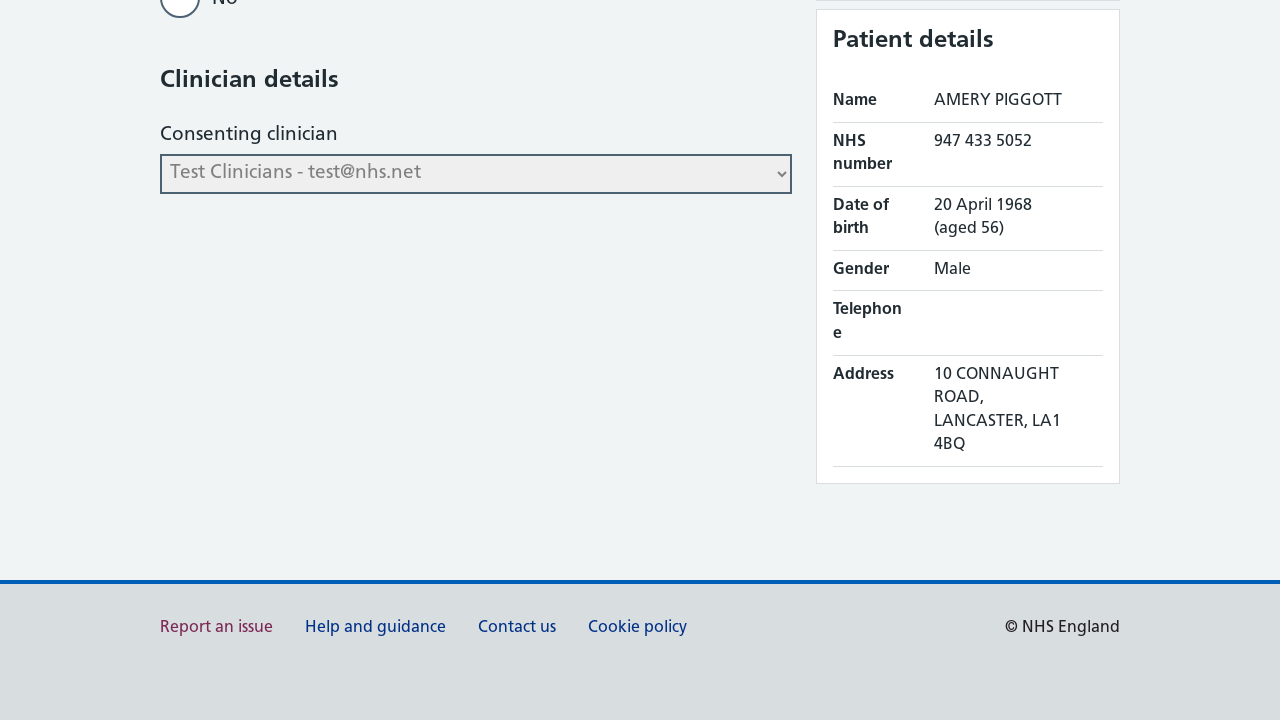 Clinician details
Consenting clinician
Test Clinicians - test@nhs.net
Patient details
Name AMERY PIGGOTT
NHS 947 433 5052
number
Date of 20 April 1968
birth (aged 56)
Gender Male
Telephon
e
Address 10 CONNAUGHT
ROAD,
LANCASTER, LA1
4BQ
Report an issue Help and guidance Contact us Cookie policy © NHS England